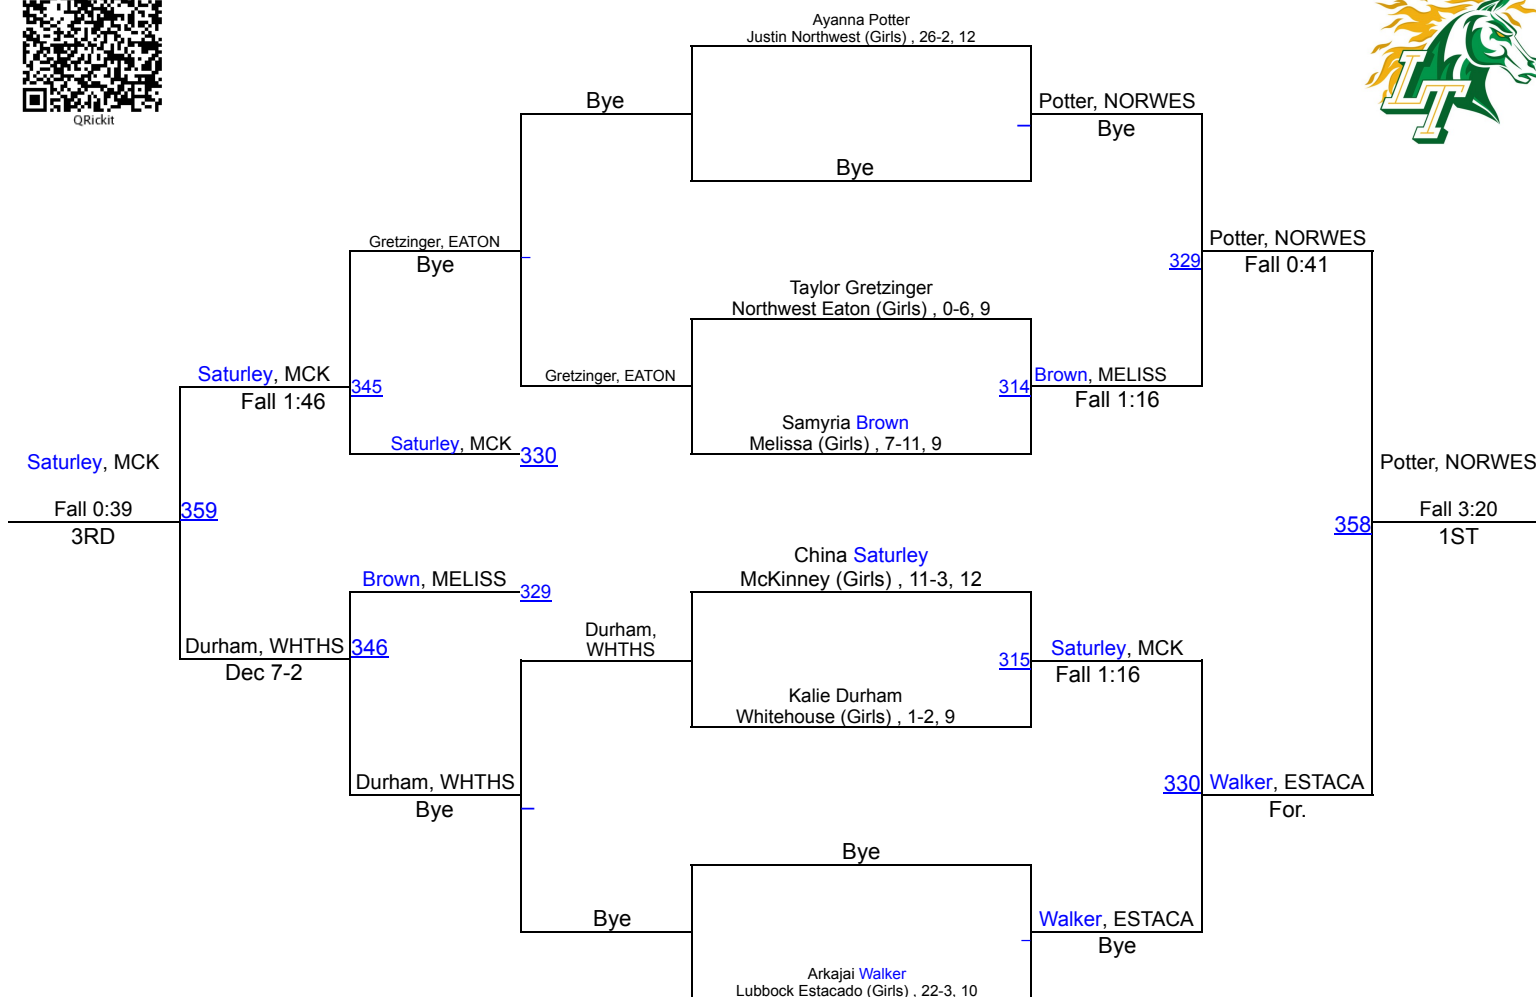 QRickit
LT
Ayanna Potter
Justin Northwest (Girls) , 26-2, 12
Bye
Potter, NORWES
Bye
Bye
Gretzinger, EATON
Bye
Potter, NORWES
329
Fall 0:41
Taylor Gretzinger
Northwest Eaton (Girls) , 0-6, 9
Saturley, MCK
345
Fall 1:46
Gretzinger, EATON
314
Brown, MELISS
Fall 1:16
Samyria Brown
Melissa (Girls) , 7-11, 9
Saturley, MCK
330
Saturley, MCK
Potter, NORWES
Fall 0:39
359
3RD
358
Fall 3:20
1ST
China Saturley
McKinney (Girls) , 11-3, 12
Brown, MELISS
329
Durham,
WHTHS
Durham, WHTHS
346
Dec 7-2
315
Saturley, MCK
Fall 1:16
Kalie Durham
Whitehouse (Girls) , 1-2, 9
Durham, WHTHS
Bye
330
Walker, ESTACA
For.
Bye
Bye
Walker, ESTACA
Bye
Arkajai Walker
Lubbock Estacado (Girls) , 22-3, 10